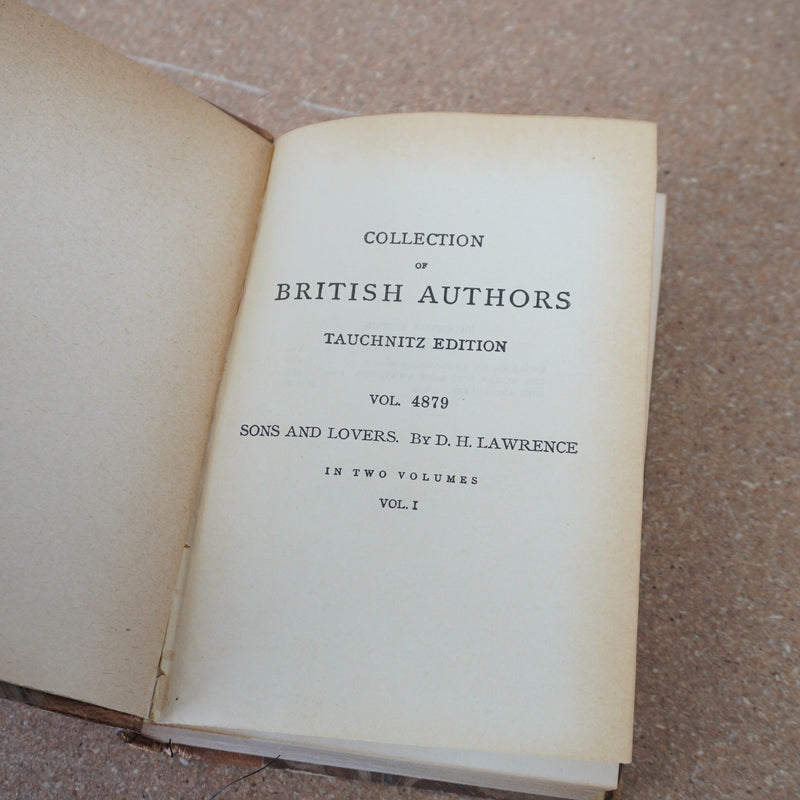 COLLECTION
OF
BRITISH AUTHORS
TAUCHNITZ EDITION
VOL. 4879
SONS AND LOVERS. By D. H. LAWRENCE
IN TWO VOLUMES
VOL. I